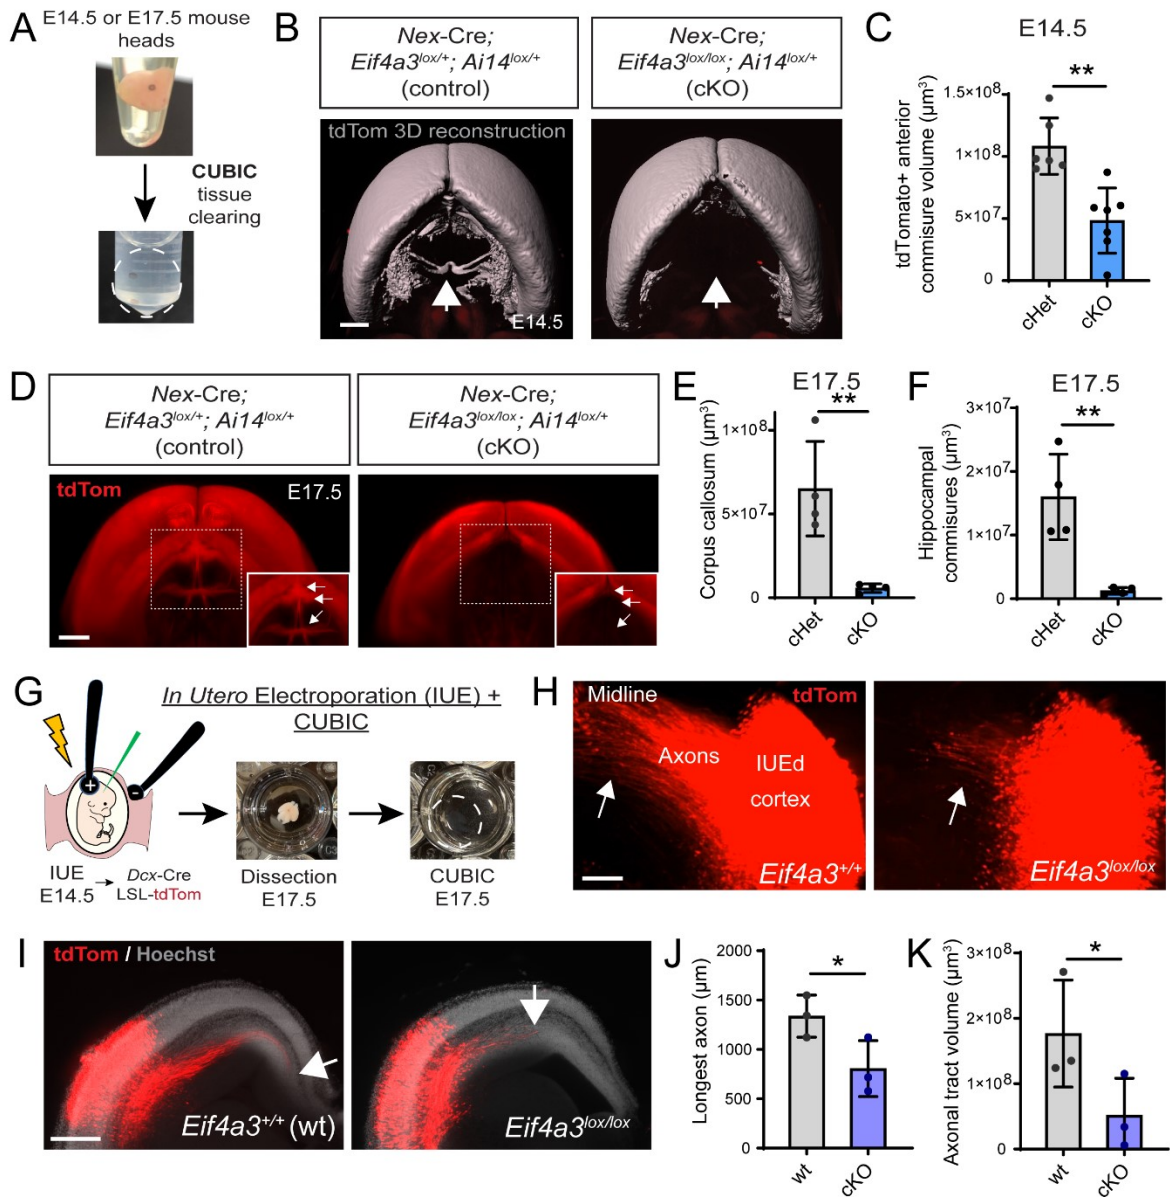 A
E14.5 or E17.5 mouse
heads
CUBIC
tissue
clearing
B
Nex-Cre;
Eif4a3lox/+; Ai14lox/+
(control)
Nex-Cre;
Eif4a3lox/lox; Ai14lox/+
(cKO)
tdTom 3D reconstruction
E14.5
C
E14.5
tdTomato+ anterior
commisure volume (µm³)
**
1.5×10⁸
1×10⁸
5×10⁷
0
cHet
cKO
D
Nex-Cre;
Eif4a3lox/+; Ai14lox/+
(control)
Nex-Cre;
Eif4a3lox/lox; Ai14lox/+
(cKO)
tdTom
E17.5
E
E17.5
Corpus callosum (µm³)
**
1×10⁸
5×10⁷
0
cHet
cKO
F
E17.5
Hippocampal
commisures (µm³)
**
3×10⁷
2×10⁷
1×10⁷
0
cHet
cKO
G
In Utero Electroporation (IUE) +
CUBIC
+
-
IUE
E14.5
Dcx-Cre
LSL-tdTom
Dissection
E17.5
CUBIC
E17.5
H
Midline
tdTom
Axons
IUEd
cortex
Eif4a3+/+
Eif4a3lox/lox
I
tdTom / Hoechst
Eif4a3+/+ (wt)
Eif4a3lox/lox
J
Longest axon (µm)
*
2000
1500
1000
500
0
wt
cKO
K
Axonal tract volume (µm³)
*
3×10⁸
2×10⁸
1×10⁸
0
wt
cKO